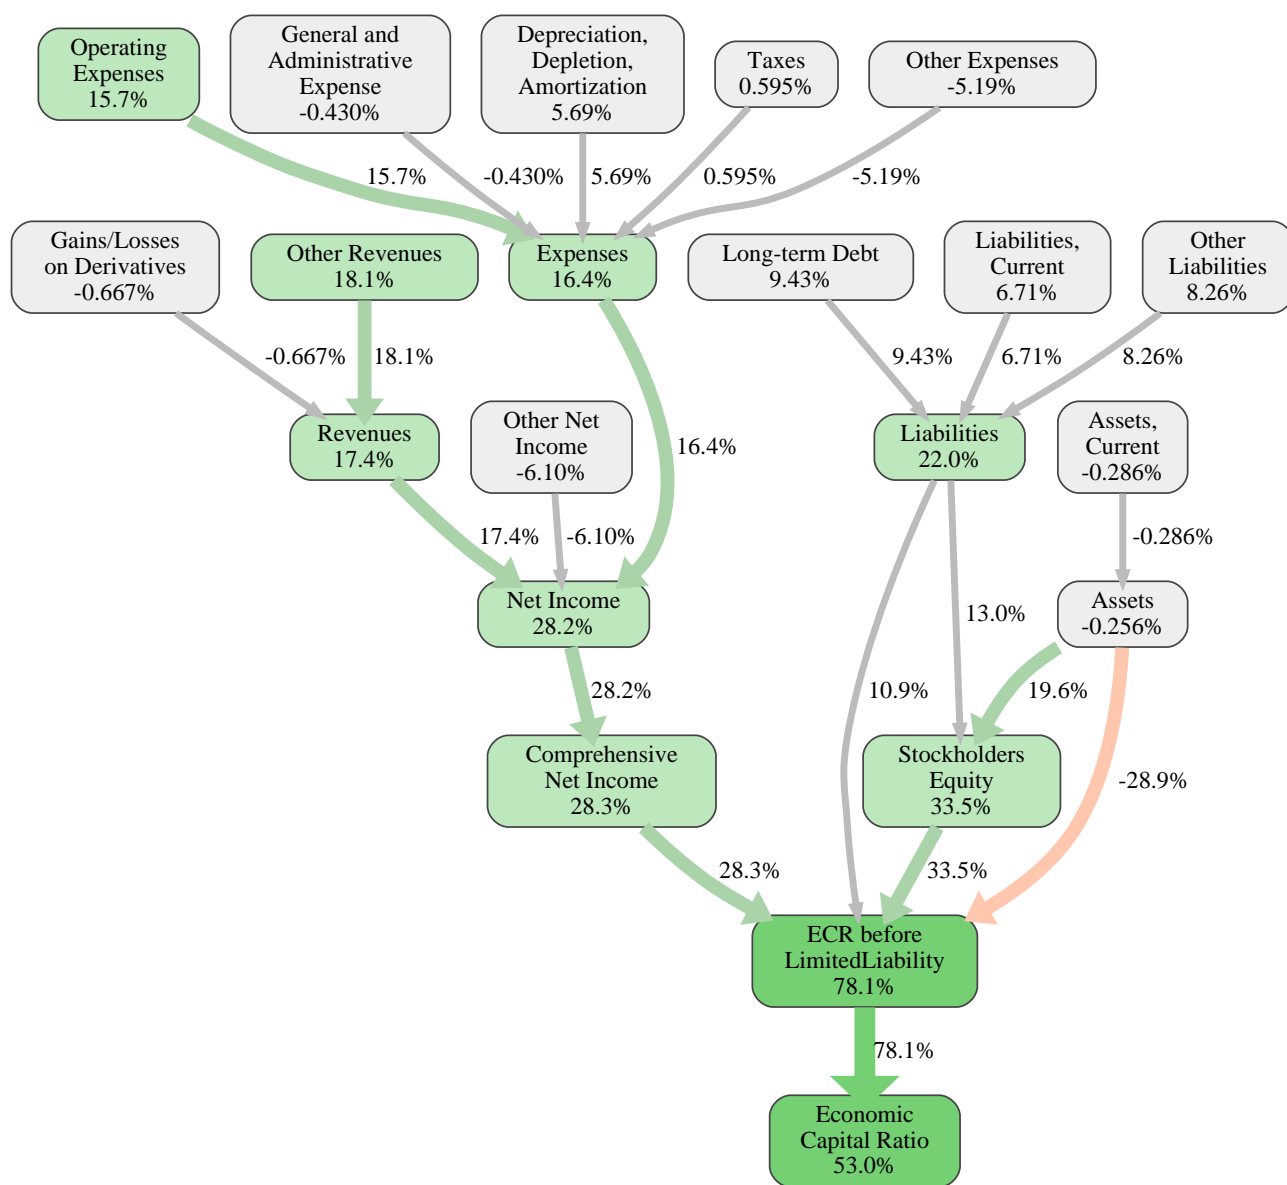 Operating
Expenses
15.7%
General and
Administrative
Expense
-0.430%
Depreciation,
Depletion,
Amortization
5.69%
Taxes
0.595%
Other Expenses
-5.19%
15.7%
-0.430%
5.69%
0.595%
-5.19%
Gains/Losses
on Derivatives
-0.667%
Other Revenues
18.1%
Expenses
16.4%
Long-term Debt
9.43%
Liabilities,
Current
6.71%
Other
Liabilities
8.26%
-0.667%
18.1%
9.43%
6.71%
8.26%
Revenues
17.4%
Other Net
Income
-6.10%
16.4%
Liabilities
22.0%
Assets,
Current
-0.286%
17.4%
-6.10%
-0.286%
Net Income
28.2%
13.0%
Assets
-0.256%
28.2%
10.9%
19.6%
Comprehensive
Net Income
28.3%
Stockholders
Equity
33.5%
-28.9%
28.3%
33.5%
ECR before
LimitedLiability
78.1%
78.1%
Economic
Capital Ratio
53.0%